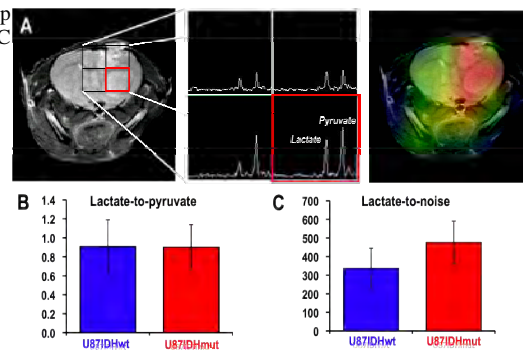 p
C
A
Pyruvate
Lactate
B
Lactate-to-pyruvate
1.4
1.2
1.0
0.8
0.6
0.4
0.2
0.0
U87IDHwt
U87IDHmut
C
Lactate-to-noise
700
600
500
400
300
200
100
0
U87IDHwt
U87IDHmut